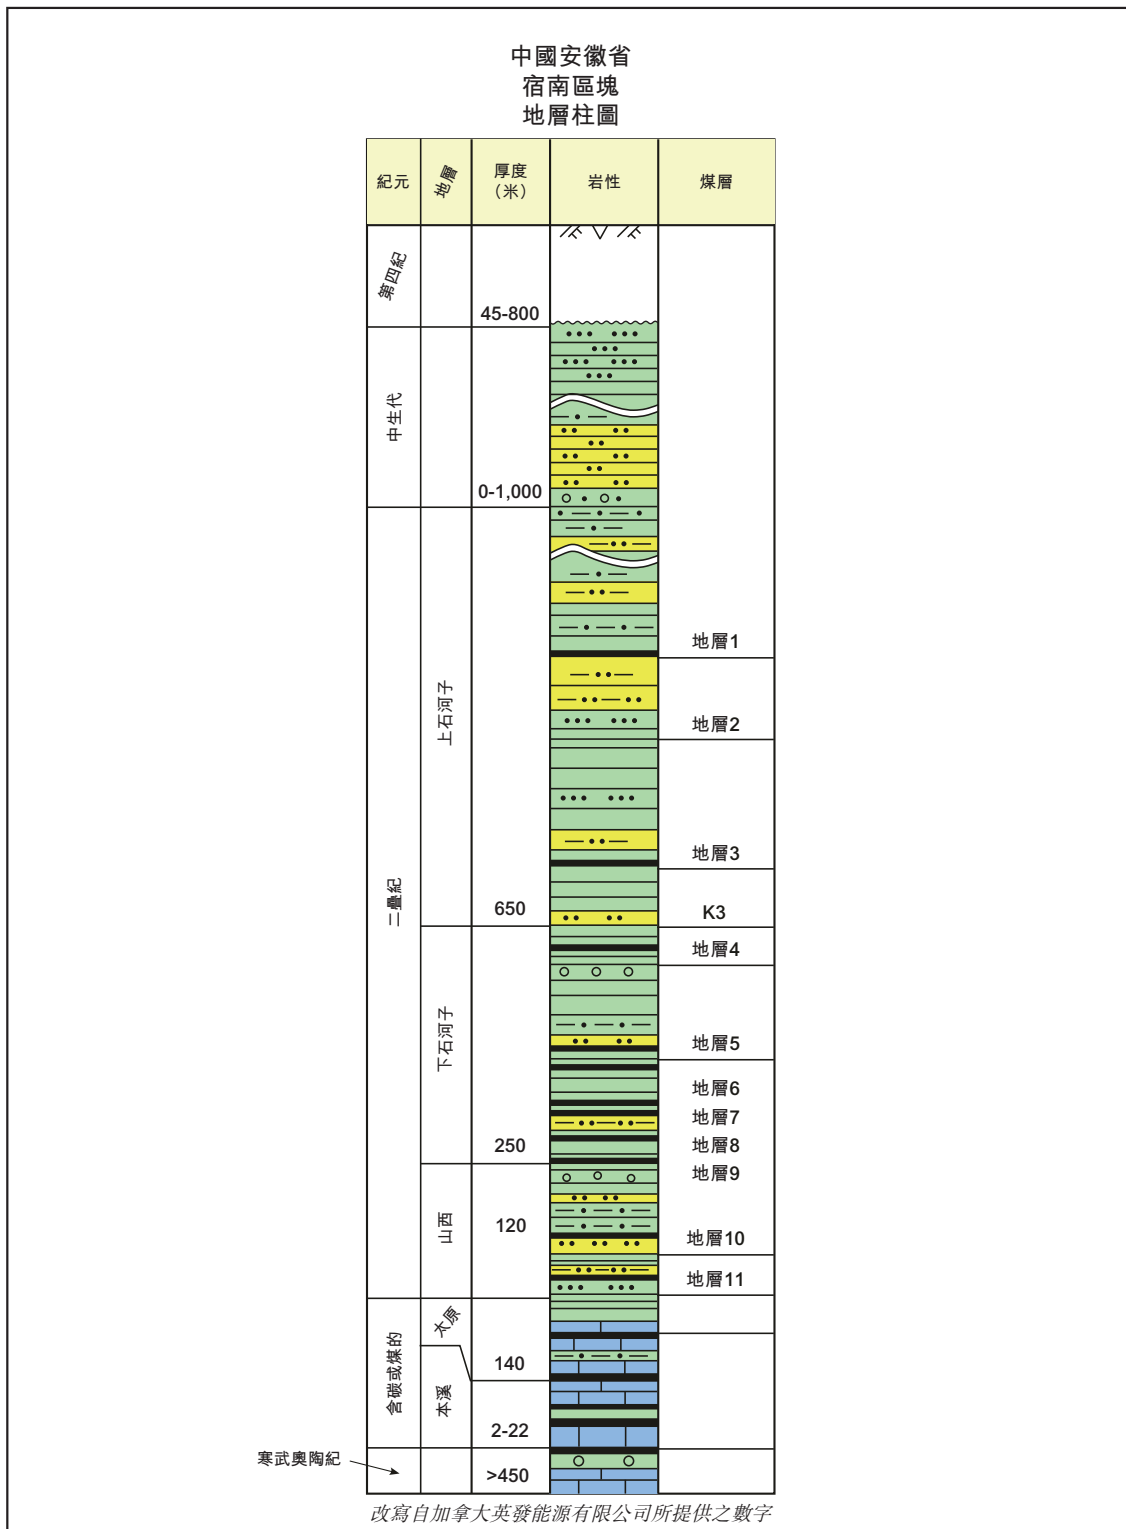 中國安徽省
宿南區塊
地層柱圖
紀元
地層
厚度
（米）
岩性
煤層
第四紀
45-800
中生代
0-1,000
地層1
地層2
上石河子
地層3
二疊紀
650
K3
地層4
下石河子
地層5
地層6
地層7
250
地層8
地層9
山西
120
地層10
地層11
太原
含碳或煤的
140
本溪
2-22
寒武奧陶紀
>450
改寫自加拿大英發能源有限公司所提供之數字